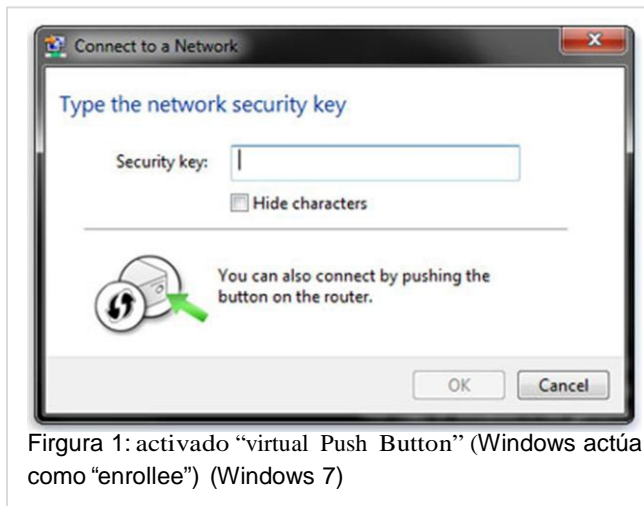 Connect to a Network
Type the network security key
Security key:
Hide characters
You can also connect by pushing the
button on the router.
OK
Cancel
Firgura 1: activado “virtual Push Button” (Windows actúa
como “enrollee”) (Windows 7)